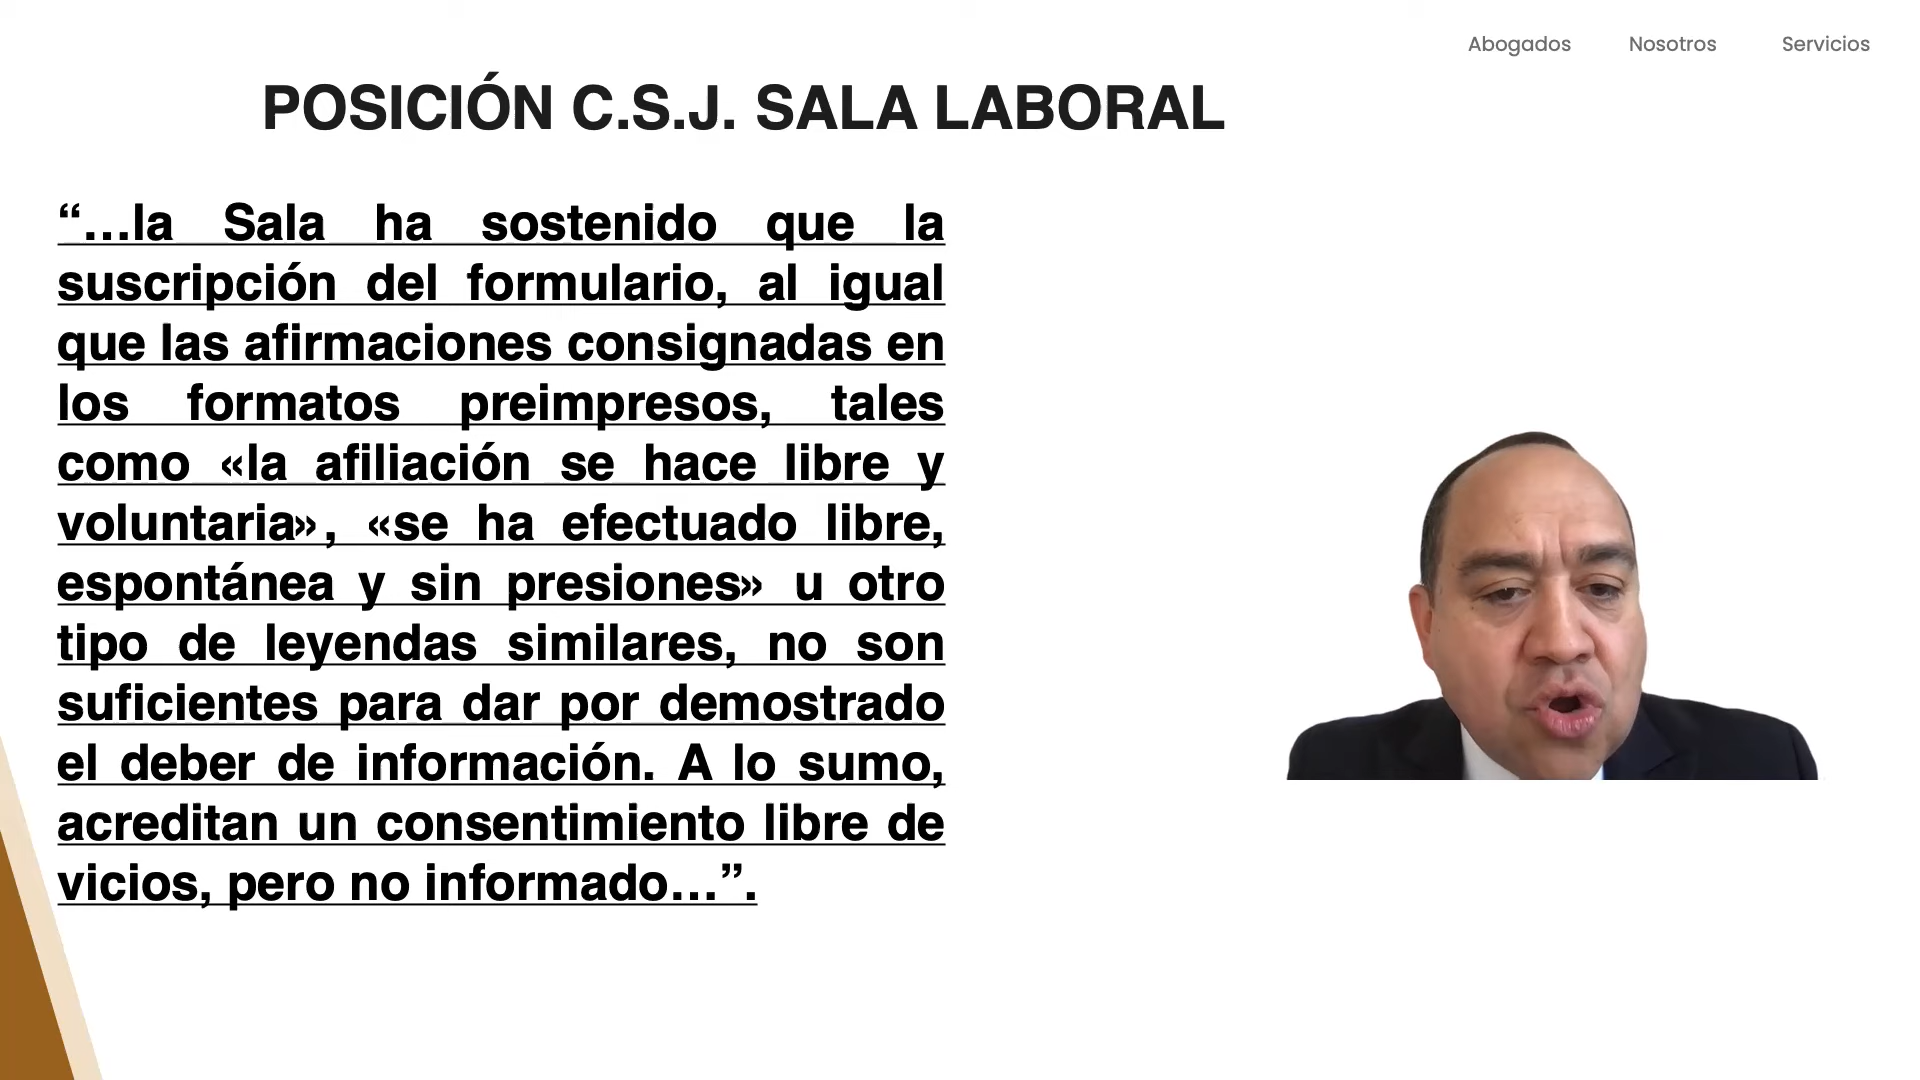 Abogados Nosotros Servicios
POSICIÓN C.S.J. SALA LABORAL
“…la Sala ha sostenido que la
suscripción del formulario, al igual
que las afirmaciones consignadas en
los formatos preimpresos, tales
como «la afiliación se hace libre y
voluntaria», «se ha efectuado libre,
espontánea y sin presiones» u otro
tipo de leyendas similares, no son
suficientes para dar por demostrado
el deber de información. A lo sumo,
acreditan un consentimiento libre de
vicios, pero no informado…”.